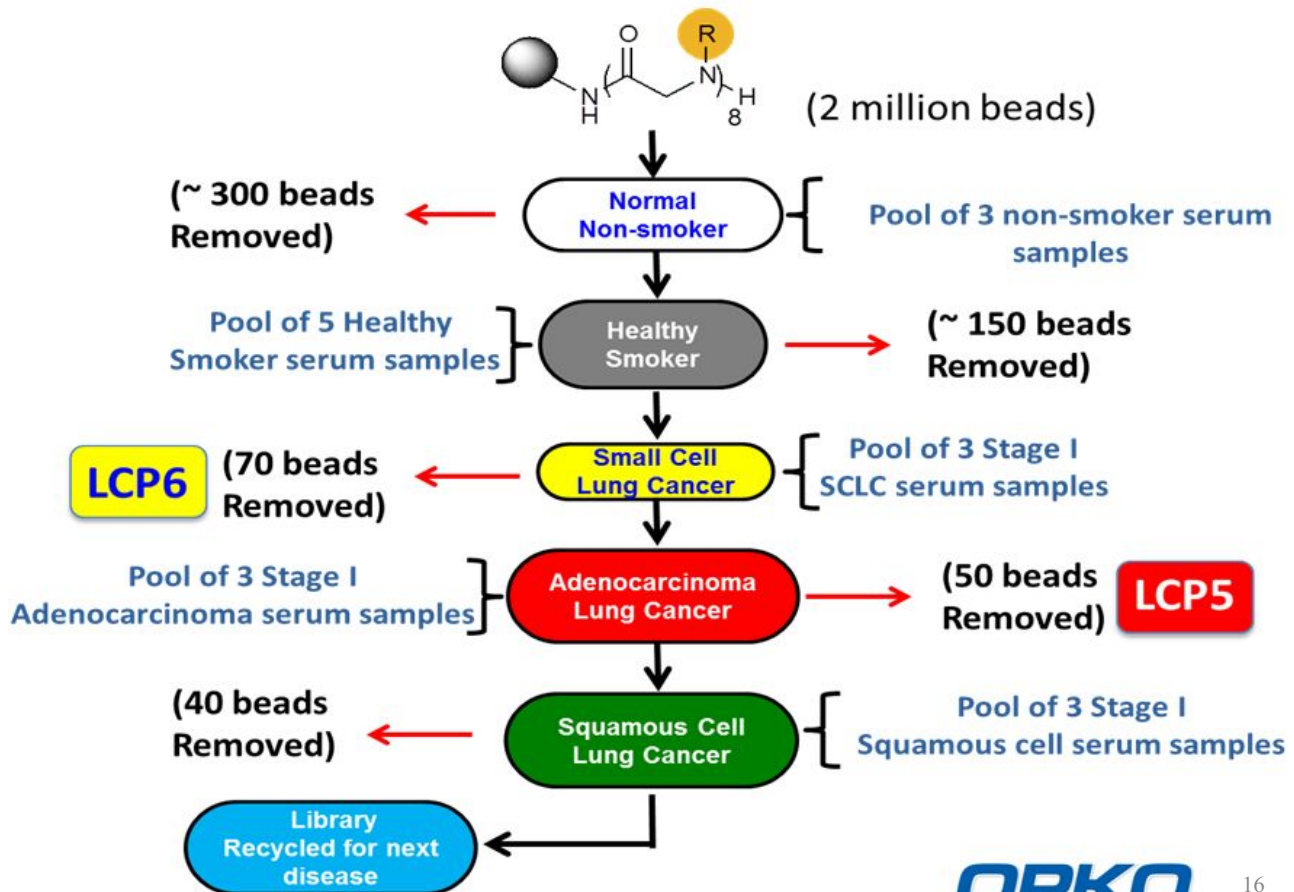 O
R
N
N
H
H
8
(2 million beads)
(~ 300 beads
Removed)
Normal
Non-smoker
Pool of 3 non-smoker serum
samples
Pool of 5 Healthy
Smoker serum samples
Healthy
Smoker
(~ 150 beads
Removed)
LCP6
(70 beads
Removed)
Small Cell
Lung Cancer
Pool of 3 Stage I
SCLC serum samples
Pool of 3 Stage I
Adenocarcinoma serum samples
Adenocarcinoma
Lung Cancer
(50 beads
Removed)
LCP5
(40 beads
Removed)
Squamous Cell
Lung Cancer
Pool of 3 Stage I
Squamous cell serum samples
Library
Recycled for next
disease
OPKO
16